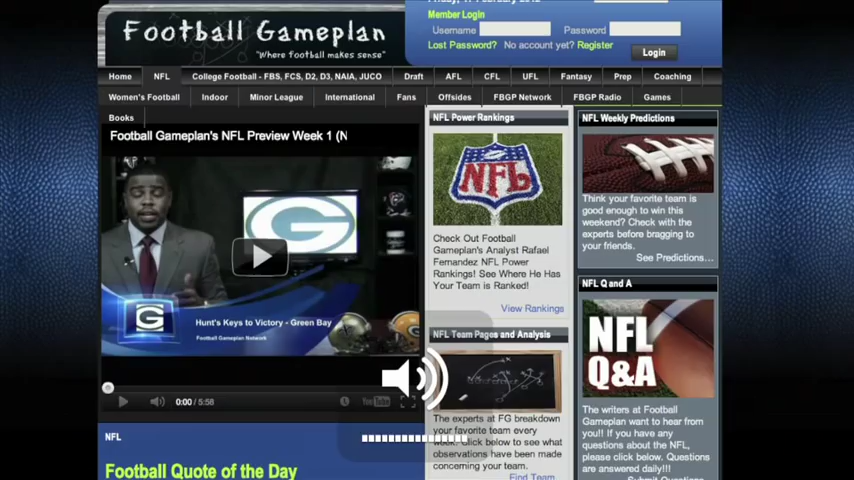 Football Gameplan
"Where football makes sense"
Member Login
Username
Password
Lost Password? No account yet? Register
Login
Home
NFL
College Football - FBS, FCS, D2, D3, NAIA, JUCO
Draft
AFL
CFL
UFL
Fantasy
Prep
Coaching
Women's Football
Indoor
Minor League
International
Fans
Offsides
FBGP Network
FBGP Radio
Games
Books
Football Gameplan's NFL Preview Week 1 (N
G
G
Hunt's Keys to Victory - Green Bay
Football Gameplan Network
0:00 / 5:58
YouTube
NFL
Football Quote of the Day
NFL Power Rankings
NFL
Check Out Football
Gameplan's Analyst Rafael
Fernandez NFL Power
Rankings! See Where He Has
Your Team is Ranked!
View Rankings
NFL Team Pages and Analysis
The experts at FG breakdown
your favorite team every
week. Click below to see what
observations have been made
concerning your team.
Find Team
NFL Weekly Predictions
Think your favorite team is
good enough to win this
weekend? Check with the
experts before bragging to
your friends.
See Predictions...
NFL Q and A
NFL
Q&A
The writers at Football
Gameplan want to hear from
you!! If you have any
questions about the NFL,
please click below. Questions
are answered daily!!!
Submit Questions